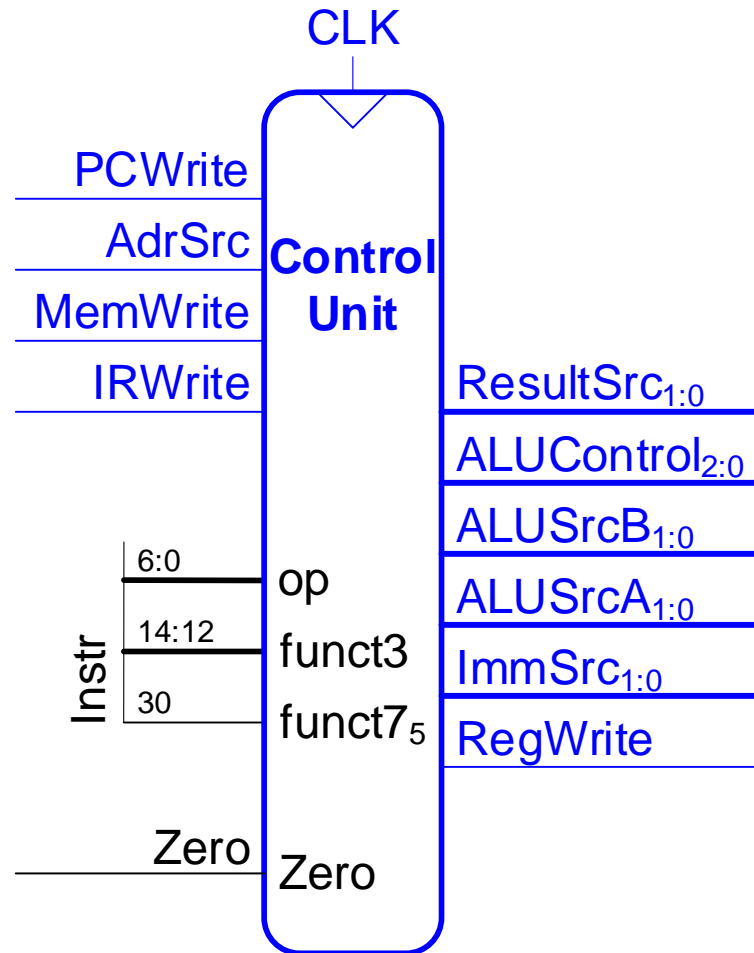 CLK
PCWrite
AdrSrc
MemWrite
IRWrite
Control
Unit
ResultSrc1:0
ALUControl2:0
ALUSrcB1:0
ALUSrcA1:0
ImmSrc1:0
RegWrite
Instr
6:0
op
14:12
funct3
30
funct75
Zero
Zero